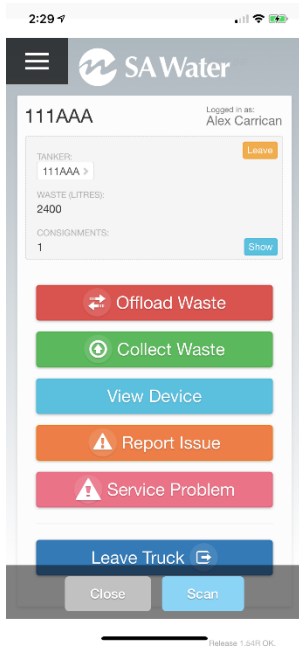 2:29
SA Water
111AAA
Logged in as:
Alex Carrican
TANKER:
Leave
111AAA >
WASTE (LITRES):
2400
CONSIGNMENTS:
1
Show
Offload Waste
Collect Waste
View Device
Report Issue
Service Problem
Leave Truck
Close
Scan
Release 1.54R OK.